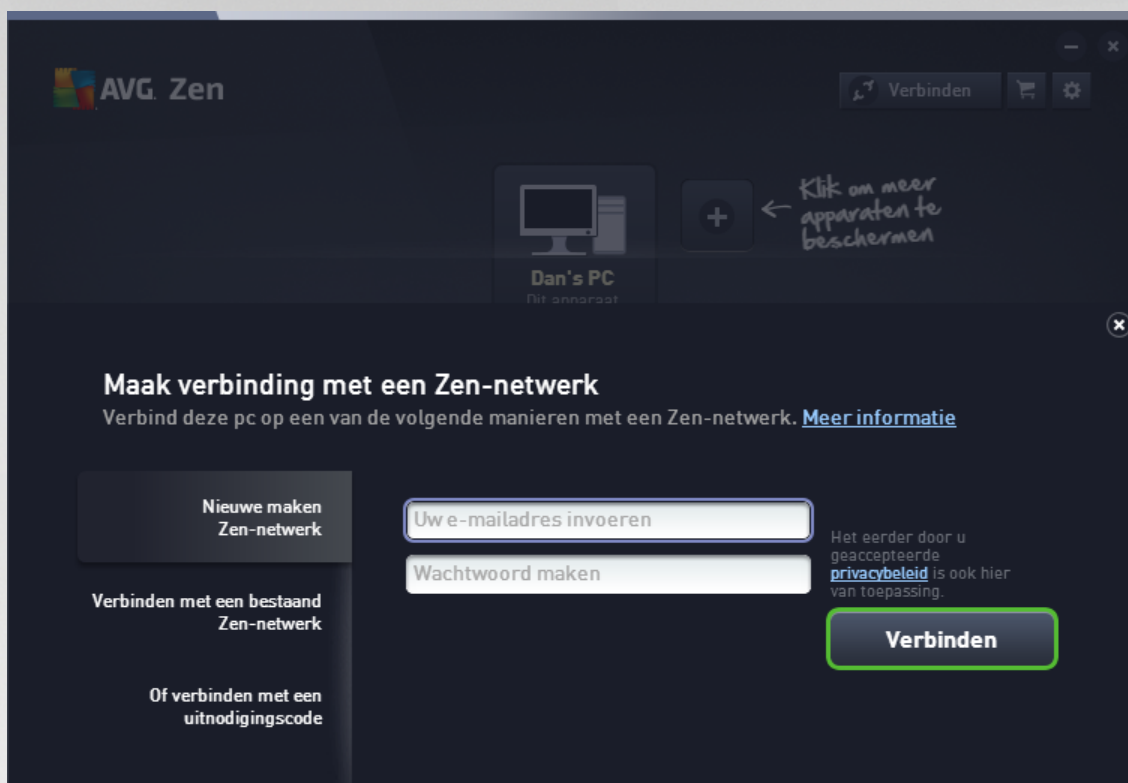 AVG. Zen
Verbinden
Klik om meer
apparaten te
beschermen
Dan's PC
Dit apparaat
Maak verbinding met een Zen-netwerk
Verbind deze pc op een van de volgende manieren met een Zen-netwerk. Meer informatie
Nieuwe maken
Zen-netwerk
Verbinden met een bestaand
Zen-netwerk
Of verbinden met een
uitnodigingscode
Uw e-mailadres invoeren
Wachtwoord maken
Het eerder door u
geaccepteerde
privacybeleid is ook hier
van toepassing.
Verbinden